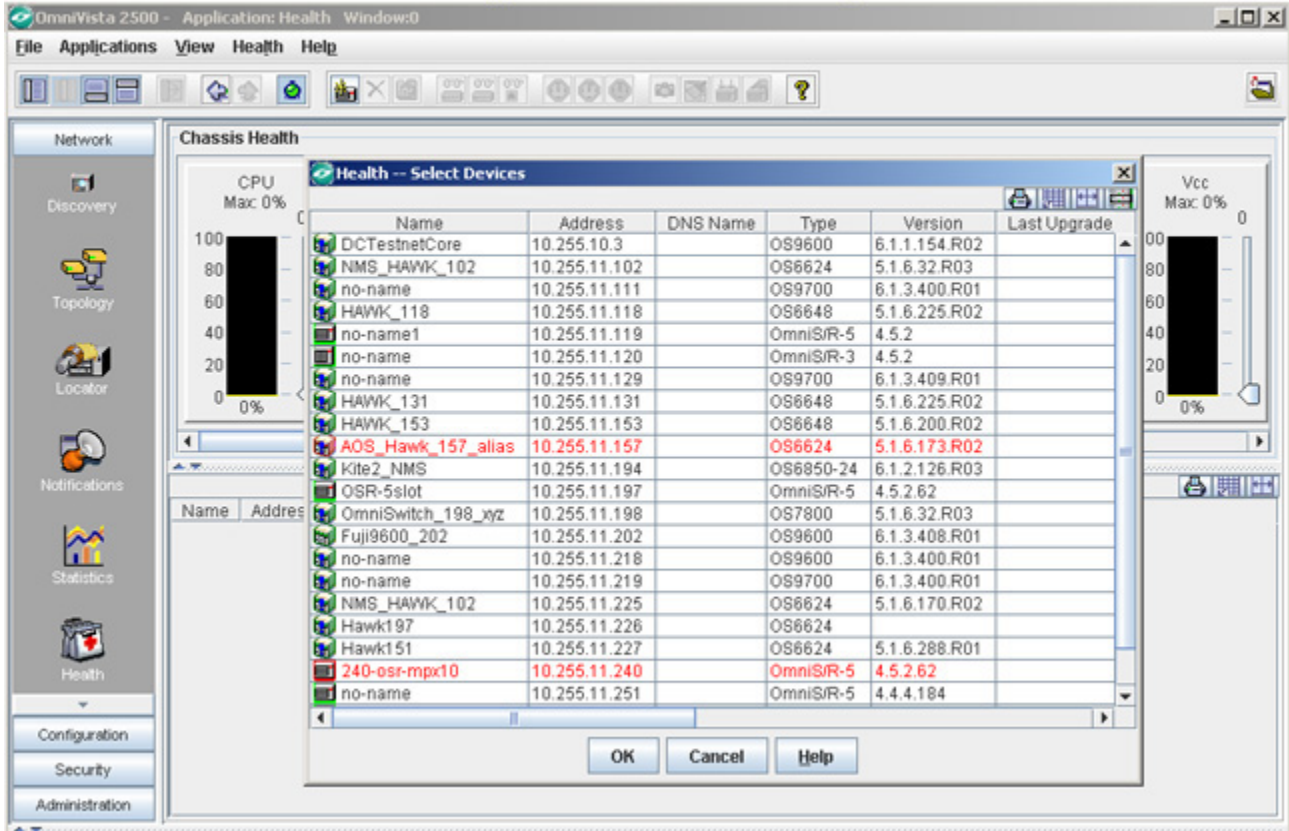 OmniVista 2500 - Application: Health Window:0
File Applications View Health Help
Network
Discovery
Topology
Locator
Notifications
Statistics
Health
Configuration
Security
Administration
Chassis Health
CPU
Max: 0%
0
100
80
60
40
20
0
0%
Health -- Select Devices
Name Address DNS Name Type Version Last Upgrade
DCTestnetCore 10.255.10.3 OS9600 6.1.1.154.R02
NMS_HAWK_102 10.255.11.102 OS6624 5.1.6.32.R03
no-name 10.255.11.111 OS9700 6.1.3.400.R01
HAWK_118 10.255.11.118 OS6648 5.1.6.225.R02
no-name1 10.255.11.119 OmniS/R-5 4.5.2
no-name 10.255.11.120 OmniS/R-3 4.5.2
no-name 10.255.11.129 OS9700 6.1.3.409.R01
HAWK_131 10.255.11.131 OS6648 5.1.6.225.R02
HAWK_153 10.255.11.153 OS6648 5.1.6.200.R02
AOS_Hawk_157_alias 10.255.11.157 OS6624 5.1.6.173.R02
Kite2_NMS 10.255.11.194 OS6850-24 6.1.2.126.R03
OSR-5slot 10.255.11.197 OmniS/R-5 4.5.2.62
OmniSwitch_198_xyz 10.255.11.198 OS7800 5.1.6.32.R03
Fuji9600_202 10.255.11.202 OS9600 6.1.3.408.R01
no-name 10.255.11.218 OS9600 6.1.3.400.R01
no-name 10.255.11.219 OS9700 6.1.3.400.R01
NMS_HAWK_102 10.255.11.225 OS6624 5.1.6.170.R02
Hawk197 10.255.11.226 OS6624
Hawk151 10.255.11.227 OS6624 5.1.6.288.R01
240-osr-mpx10 10.255.11.240 OmniS/R-5 4.5.2.62
no-name 10.255.11.251 OmniS/R-5 4.4.4.184
OK Cancel Help
Vcc
Max: 0%
0
00
80
60
40
20
0
0%
Name Addres